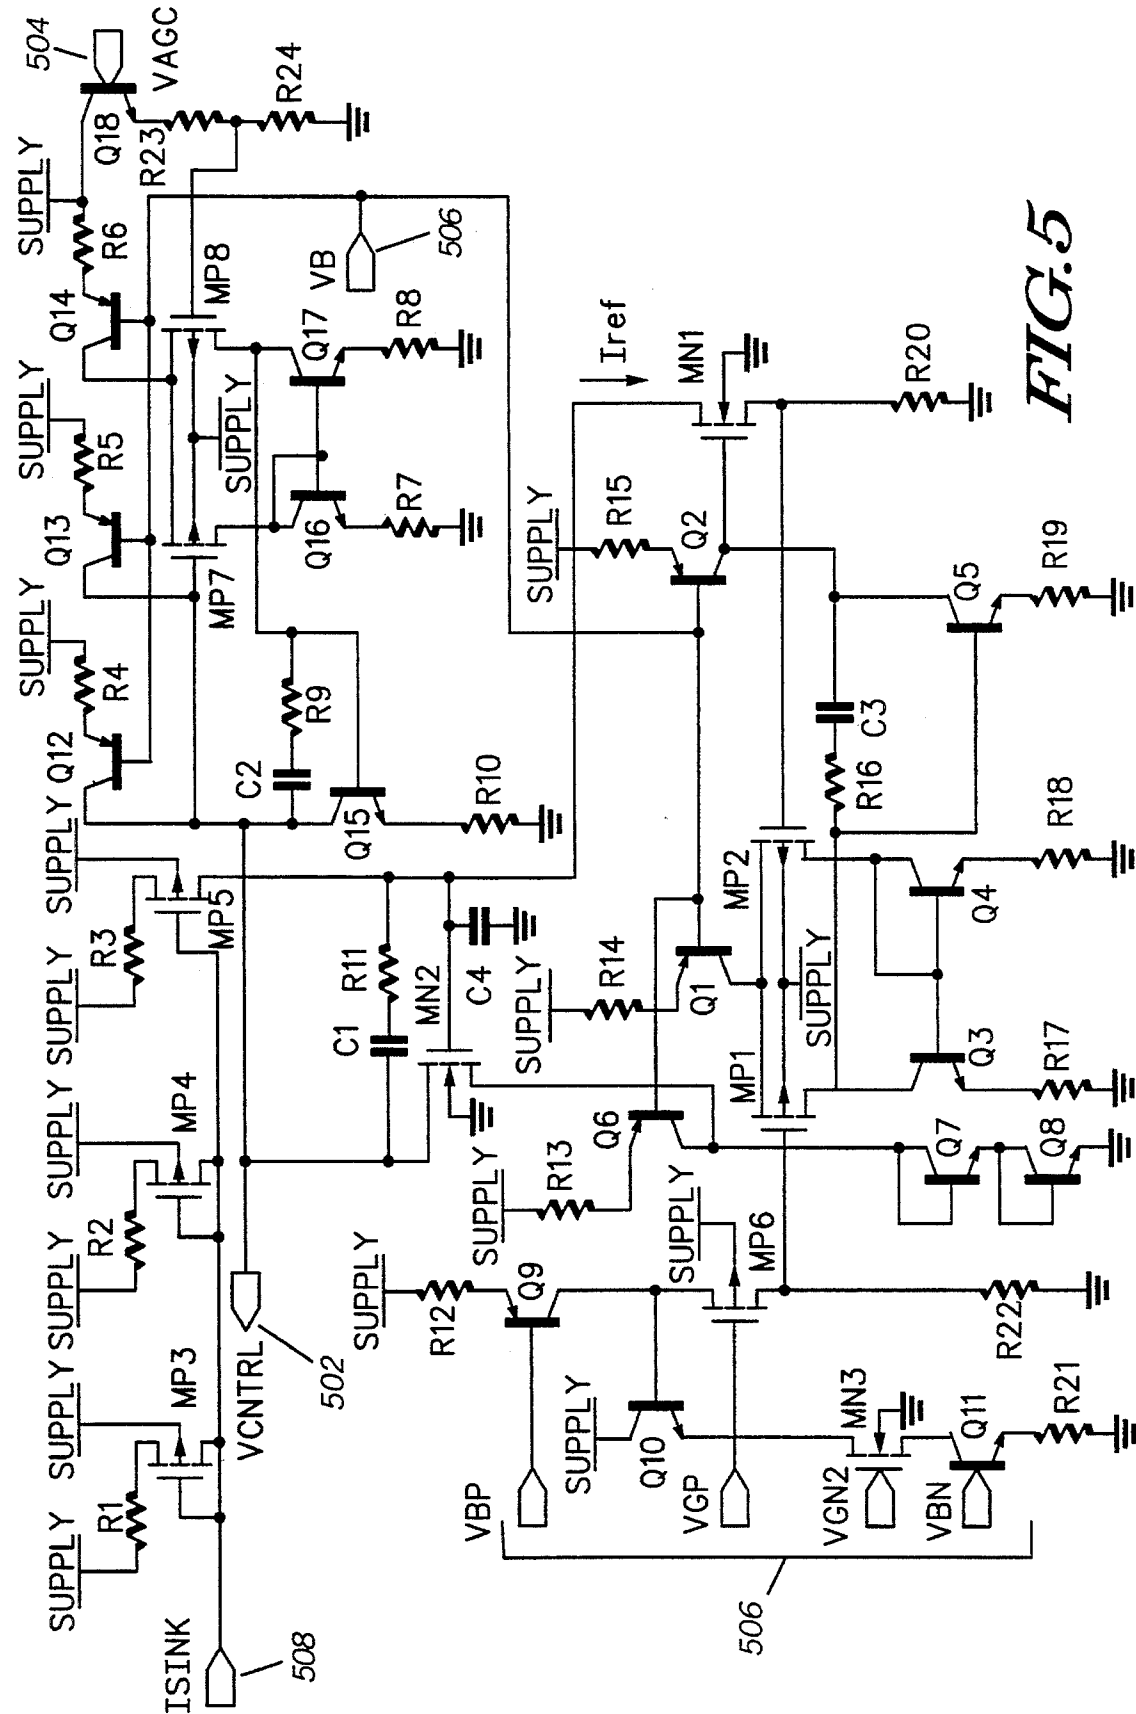 SUPPLY
R1
MP3
SUPPLY
SUPPLY
R2
MP4
SUPPLY
SUPPLY
R3
MP5
SUPPLY
Q12
R4
SUPPLY
Q13
R5
SUPPLY
Q14
R6
SUPPLY
Q18
504
VAGC
R23
R24
ISINK
508
VCNTRL
502
MP7
MP8
SUPPLY
C2
R9
Q15
R10
Q16
R7
Q17
R8
VB
506
C1
R11
MN2
C4
SUPPLY
R12
Q9
SUPPLY
R13
Q6
SUPPLY
R14
Q1
SUPPLY
R15
Q2
Iref
MN1
R20
VBP
SUPPLY
Q10
VGP
SUPPLY
MP6
MP1
MP2
SUPPLY
R16
C3
Q5
R19
VGN2
MN3
VBN
Q11
R21
R22
Q7
Q8
Q3
R17
Q4
R18
506
FIG.5